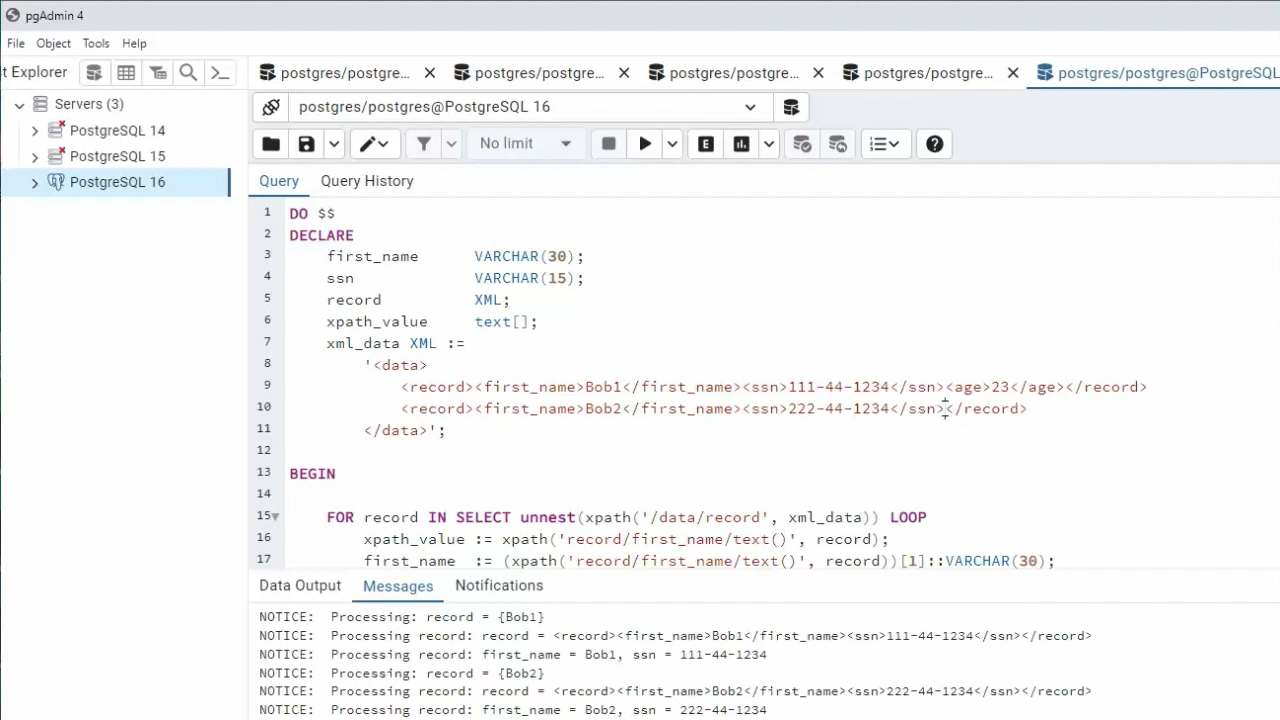 pgAdmin 4
File Object Tools Help
t Explorer
postgres/postgre... postgres/postgre... postgres/postgre... postgres/postgre... postgres/postgres@PostgreSQL
Servers (3)
PostgreSQL 14
PostgreSQL 15
PostgreSQL 16
postgres/postgres@PostgreSQL 16
No limit
E
Query Query History
1 DO $$
2 DECLARE
3 first_name VARCHAR(30);
4 ssn VARCHAR(15);
5 record XML;
6 xpath_value text[];
7 xml_data XML :=
8 '<data>
9 <record><first_name>Bob1</first_name><ssn>111-44-1234</ssn><age>23</age></record>
10 <record><first_name>Bob2</first_name><ssn>222-44-1234</ssn></record>
11 </data>';
12
13 BEGIN
14
15 FOR record IN SELECT unnest(xpath('/data/record', xml_data)) LOOP
16 xpath_value := xpath('record/first_name/text()', record);
17 first_name := (xpath('record/first_name/text()', record))[1]::VARCHAR(30);
Data Output Messages Notifications
NOTICE: Processing: record = {Bob1}
NOTICE: Processing record: record = <record><first_name>Bob1</first_name><ssn>111-44-1234</ssn></record>
NOTICE: Processing record: first_name = Bob1, ssn = 111-44-1234
NOTICE: Processing: record = {Bob2}
NOTICE: Processing record: record = <record><first_name>Bob2</first_name><ssn>222-44-1234</ssn></record>
NOTICE: Processing record: first_name = Bob2, ssn = 222-44-1234